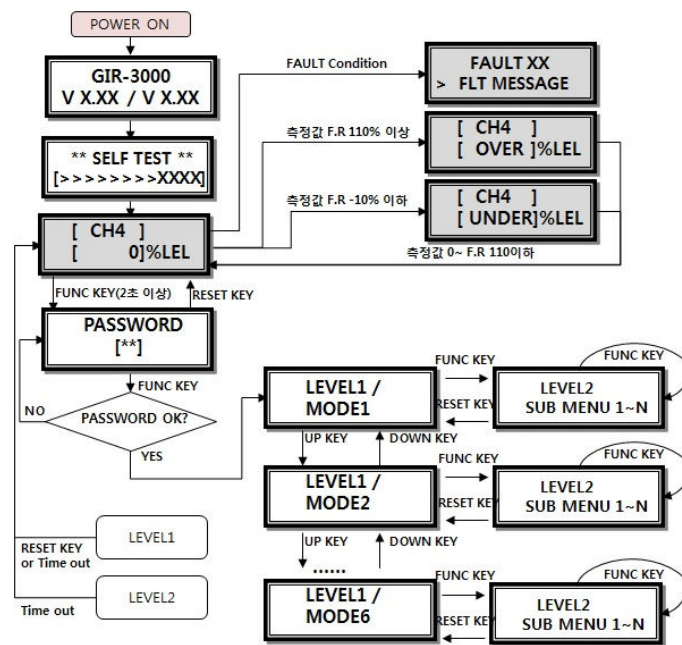 POWER ON
GIR-3000
V X.XX / V X.XX
FAULT Condition
FAULT XX
> FLT MESSAGE
** SELF TEST **
[>>>>>>>>XXXX]
측정값 F.R 110% 이상
[ CH4 ]
[ OVER ]%LEL
측정값 F.R -10% 이하
[ CH4 ]
[ UNDER]%LEL
[ CH4 ]
[ 0]%LEL
측정값 0~ F.R 110이하
FUNC KEY(2초 이상)
RESET KEY
PASSWORD
[**]
FUNC KEY
NO
PASSWORD OK?
YES
LEVEL1 /
MODE1
FUNC KEY
RESET KEY
FUNC KEY
LEVEL2
SUB MENU 1~N
UP KEY
DOWN KEY
LEVEL1 /
MODE2
FUNC KEY
RESET KEY
FUNC KEY
LEVEL2
SUB MENU 1~N
UP KEY
DOWN KEY
......
LEVEL1 /
MODE6
FUNC KEY
RESET KEY
FUNC KEY
LEVEL2
SUB MENU 1~N
RESET KEY
or Time out
LEVEL1
Time out
LEVEL2